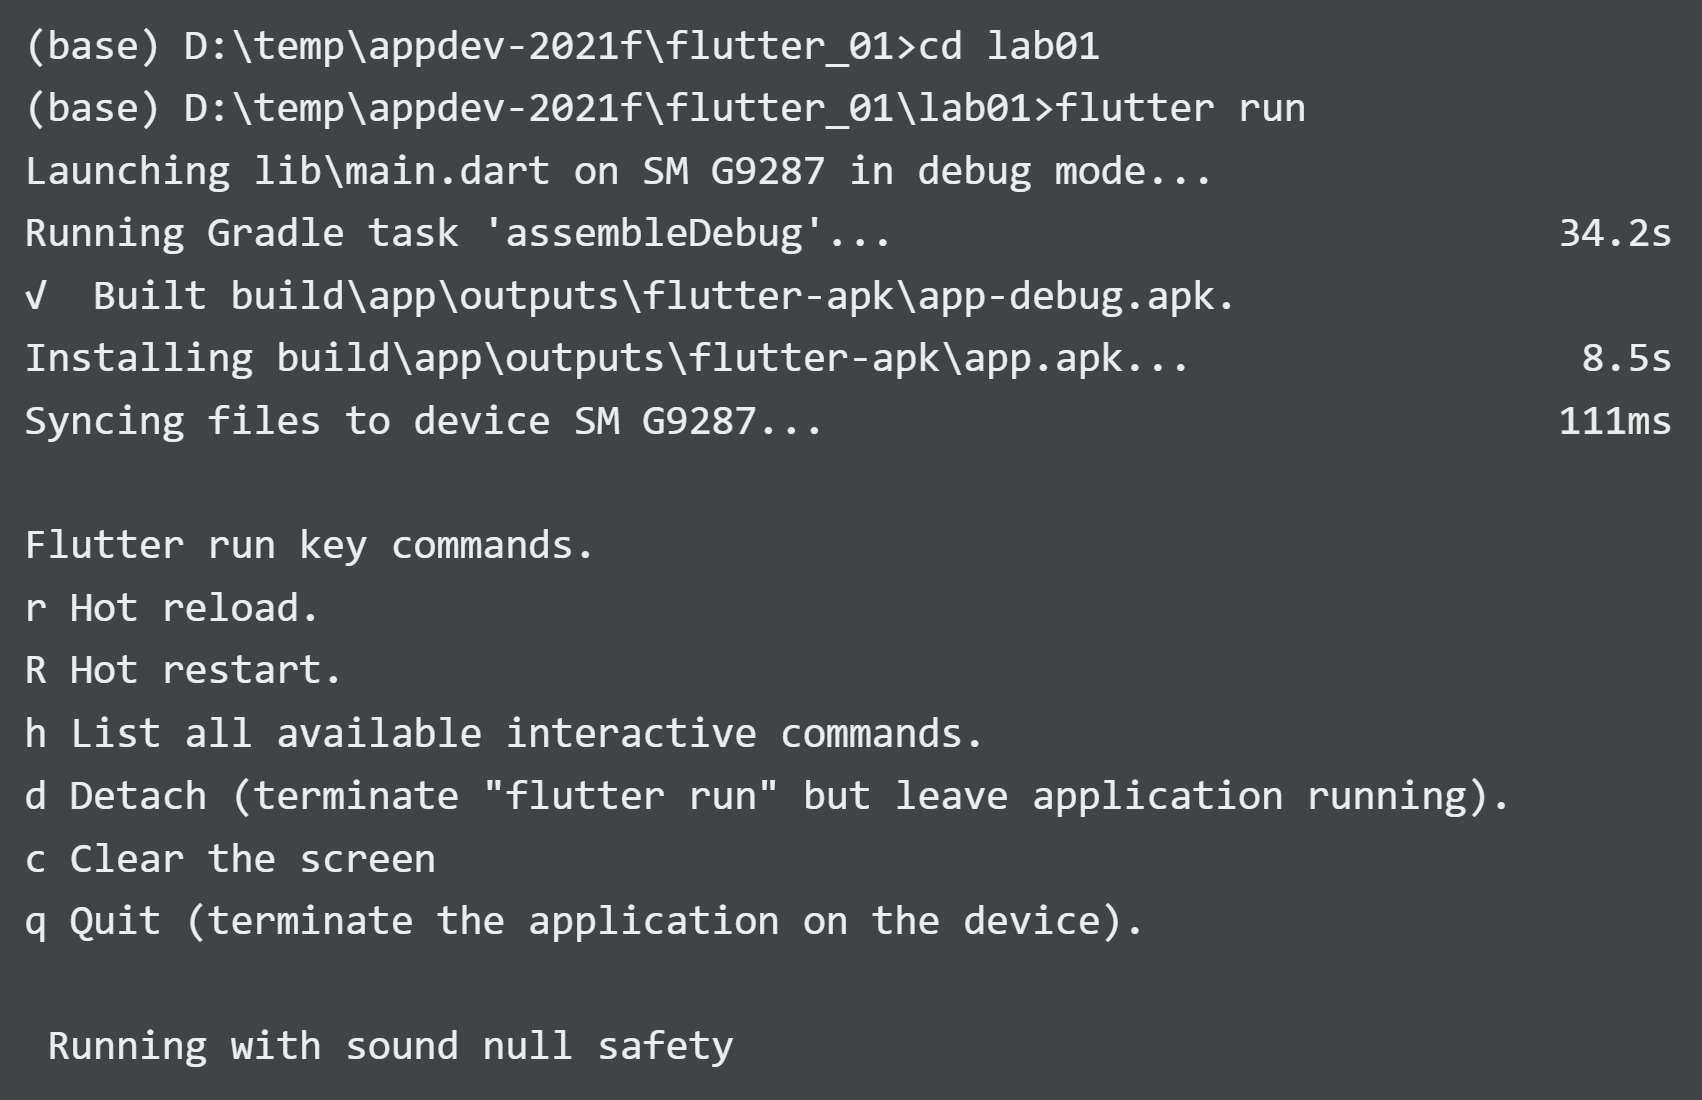 (base) D:\temp\appdev-2021f\flutter_01>cd lab01
(base) D:\temp\appdev-2021f\flutter_01\lab01>flutter run
Launching lib\main.dart on SM G9287 in debug mode...
Running Gradle task 'assembleDebug'... 34.2s
√  Built build\app\outputs\flutter-apk\app-debug.apk.
Installing build\app\outputs\flutter-apk\app.apk... 8.5s
Syncing files to device SM G9287... 111ms

Flutter run key commands.
r Hot reload.
R Hot restart.
h List all available interactive commands.
d Detach (terminate "flutter run" but leave application running).
c Clear the screen
q Quit (terminate the application on the device).

 Running with sound null safety